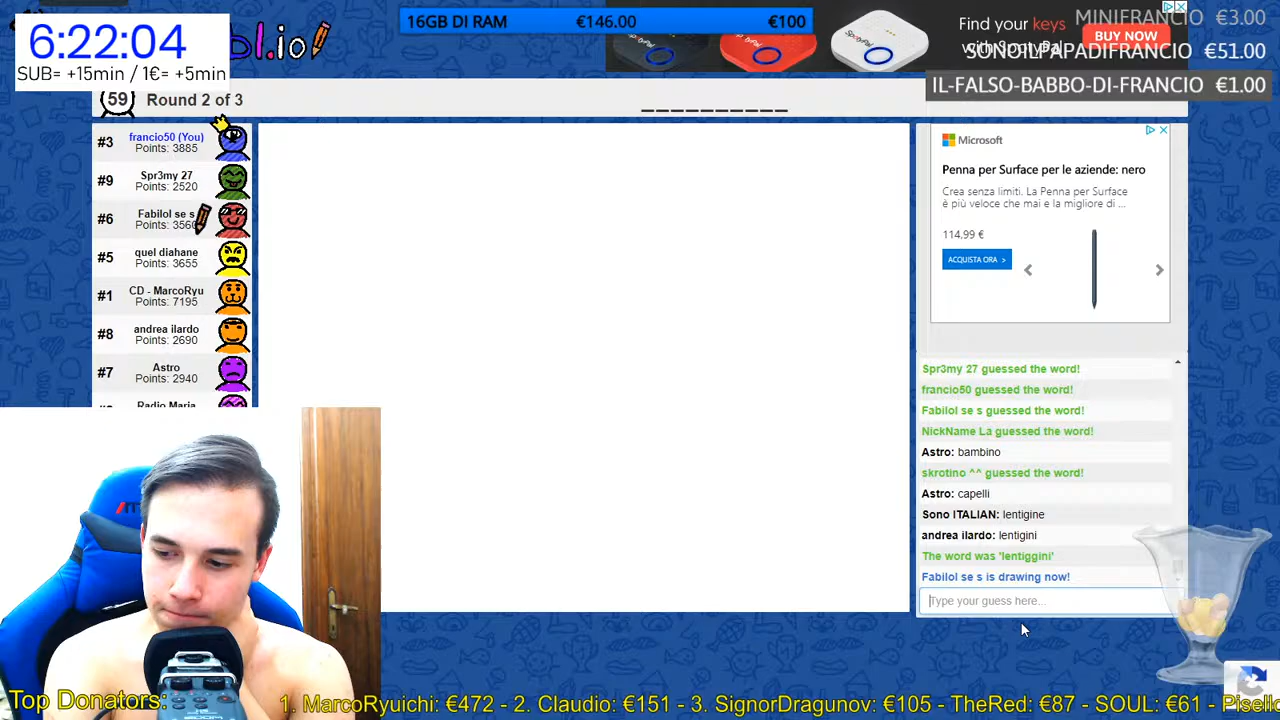 6:22:04
SUB= +15min / 1€= +5min
bl.io
16GB DI RAM €146.00 €100
Find your keys
BUY NOW
MINIFRANCIO €3.00
SONOILPAPADIFRANCIO €51.00
IL-FALSO-BABBO-DI-FRANCIO €1.00
59 Round 2 of 3 __________
#3 francio50 (You)
Points: 3885
#9 Spr3my 27
Points: 2520
#6 Fabilol se s
Points: 3560
#5 quel diahane
Points: 3655
#1 CD - MarcoRyu
Points: 7195
#8 andrea ilardo
Points: 2690
#7 Astro
Points: 2940
Radio Maria
Microsoft
Penna per Surface per le aziende: nero
Crea senza limiti. La Penna per Surface
è più veloce che mai e la migliore di ...
114,99 €
ACQUISTA ORA >
Spr3my 27 guessed the word!
francio50 guessed the word!
Fabilol se s guessed the word!
NickName La guessed the word!
Astro: bambino
skrotino ^^ guessed the word!
Astro: capelli
Sono ITALIAN: lentigine
andrea ilardo: lentigini
The word was 'lentiggini'
Fabilol se s is drawing now!
Type your guess here...
Top Donators: 1. MarcoRyuichi: €472 - 2. Claudio: €151 - 3. SignorDragunov: €105 - TheRed: €87 - SOUL: €61 - Pisello